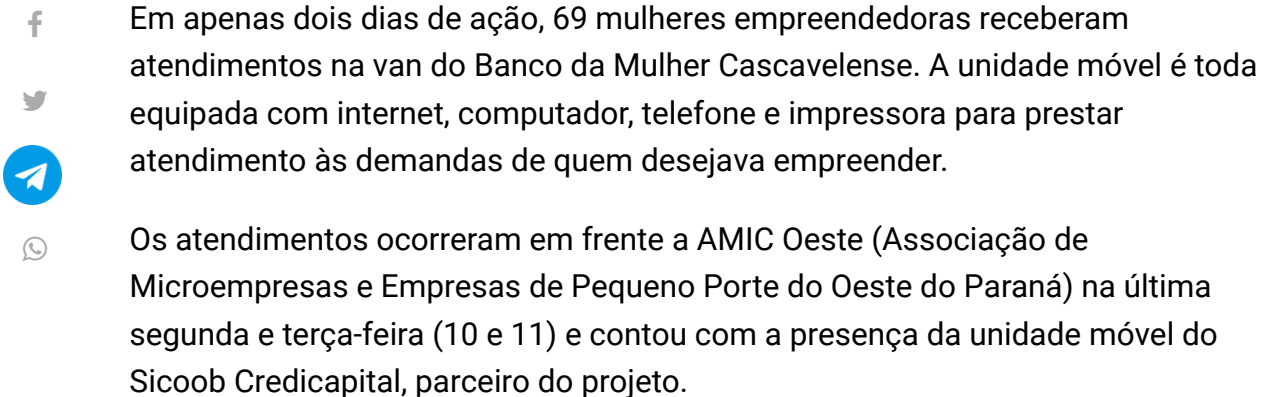 Em apenas dois dias de ação, 69 mulheres empreendedoras receberam
atendimentos na van do Banco da Mulher Cascavelense. A unidade móvel é toda
equipada com internet, computador, telefone e impressora para prestar
atendimento às demandas de quem desejava empreender.
Os atendimentos ocorreram em frente a AMIC Oeste (Associação de
Microempresas e Empresas de Pequeno Porte do Oeste do Paraná) na última
segunda e terça-feira (10 e 11) e contou com a presença da unidade móvel do
Sicoob Credicapital, parceiro do projeto.